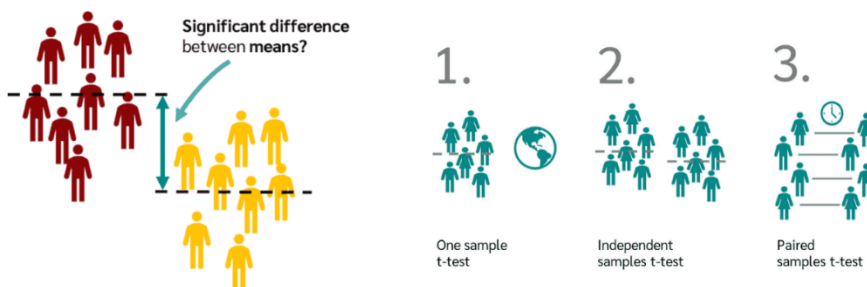 Significant difference
between means?
1.
2.
3.
One sample
t-test
Independent
samples t-test
Paired
samples t-test